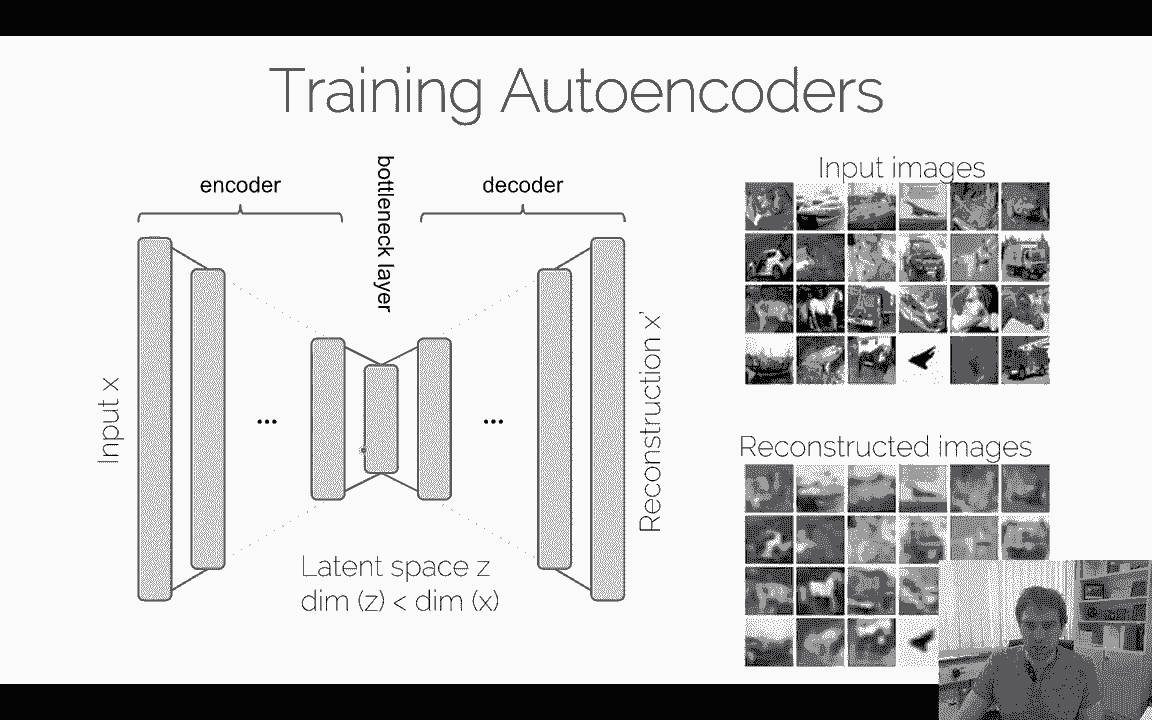 Training Autoencoders
encoder
bottleneck layer
decoder
Input images
Input x
...
...
Reconstruction x'
Reconstructed images
Latent space z
dim (z) < dim (x)